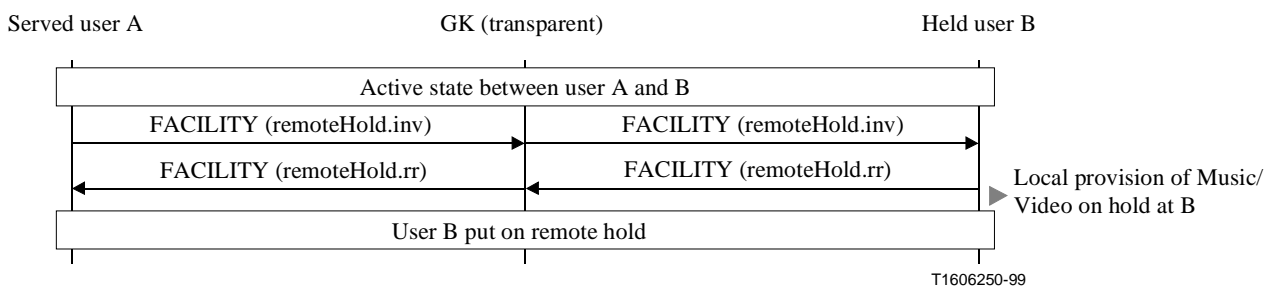 Served user A
GK (transparent)
Held user B
Active state between user A and B
FACILITY (remoteHold.inv)
FACILITY (remoteHold.inv)
FACILITY (remoteHold.rr)
FACILITY (remoteHold.rr)
Local provision of Music/
Video on hold at B
User B put on remote hold
T1606250-99